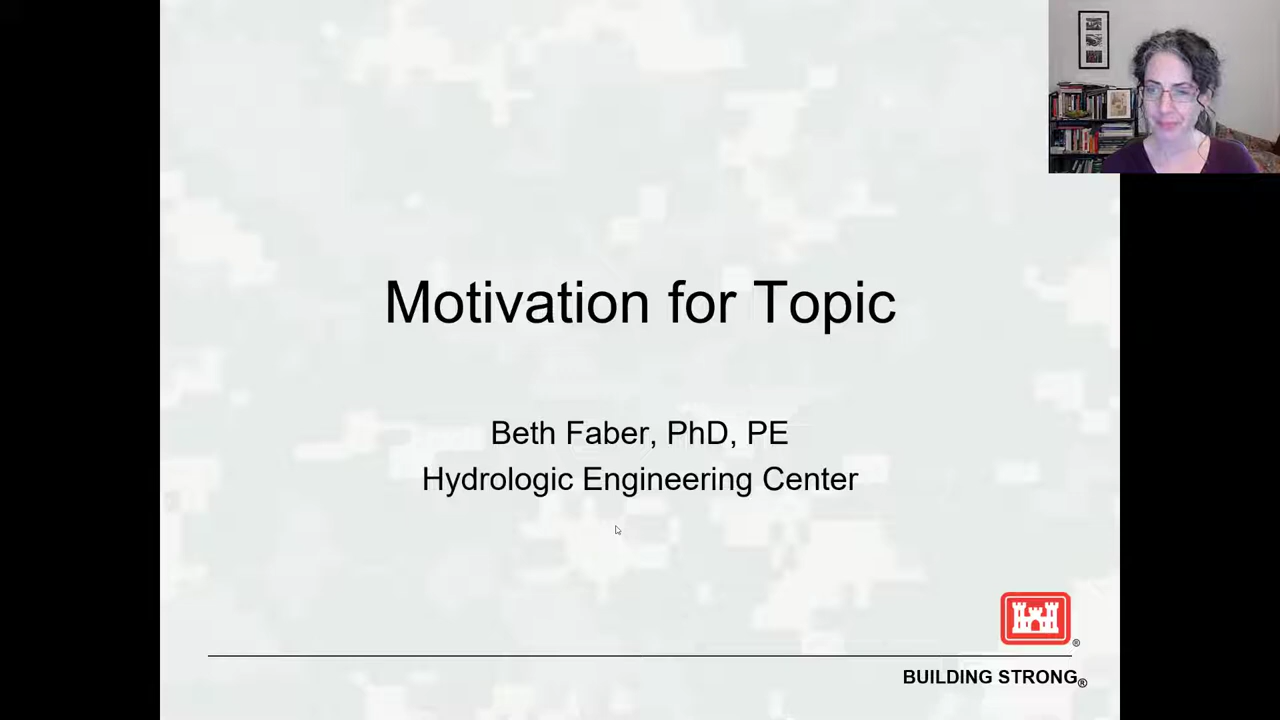 Motivation for Topic
Beth Faber, PhD, PE
Hydrologic Engineering Center
®
BUILDING STRONG®